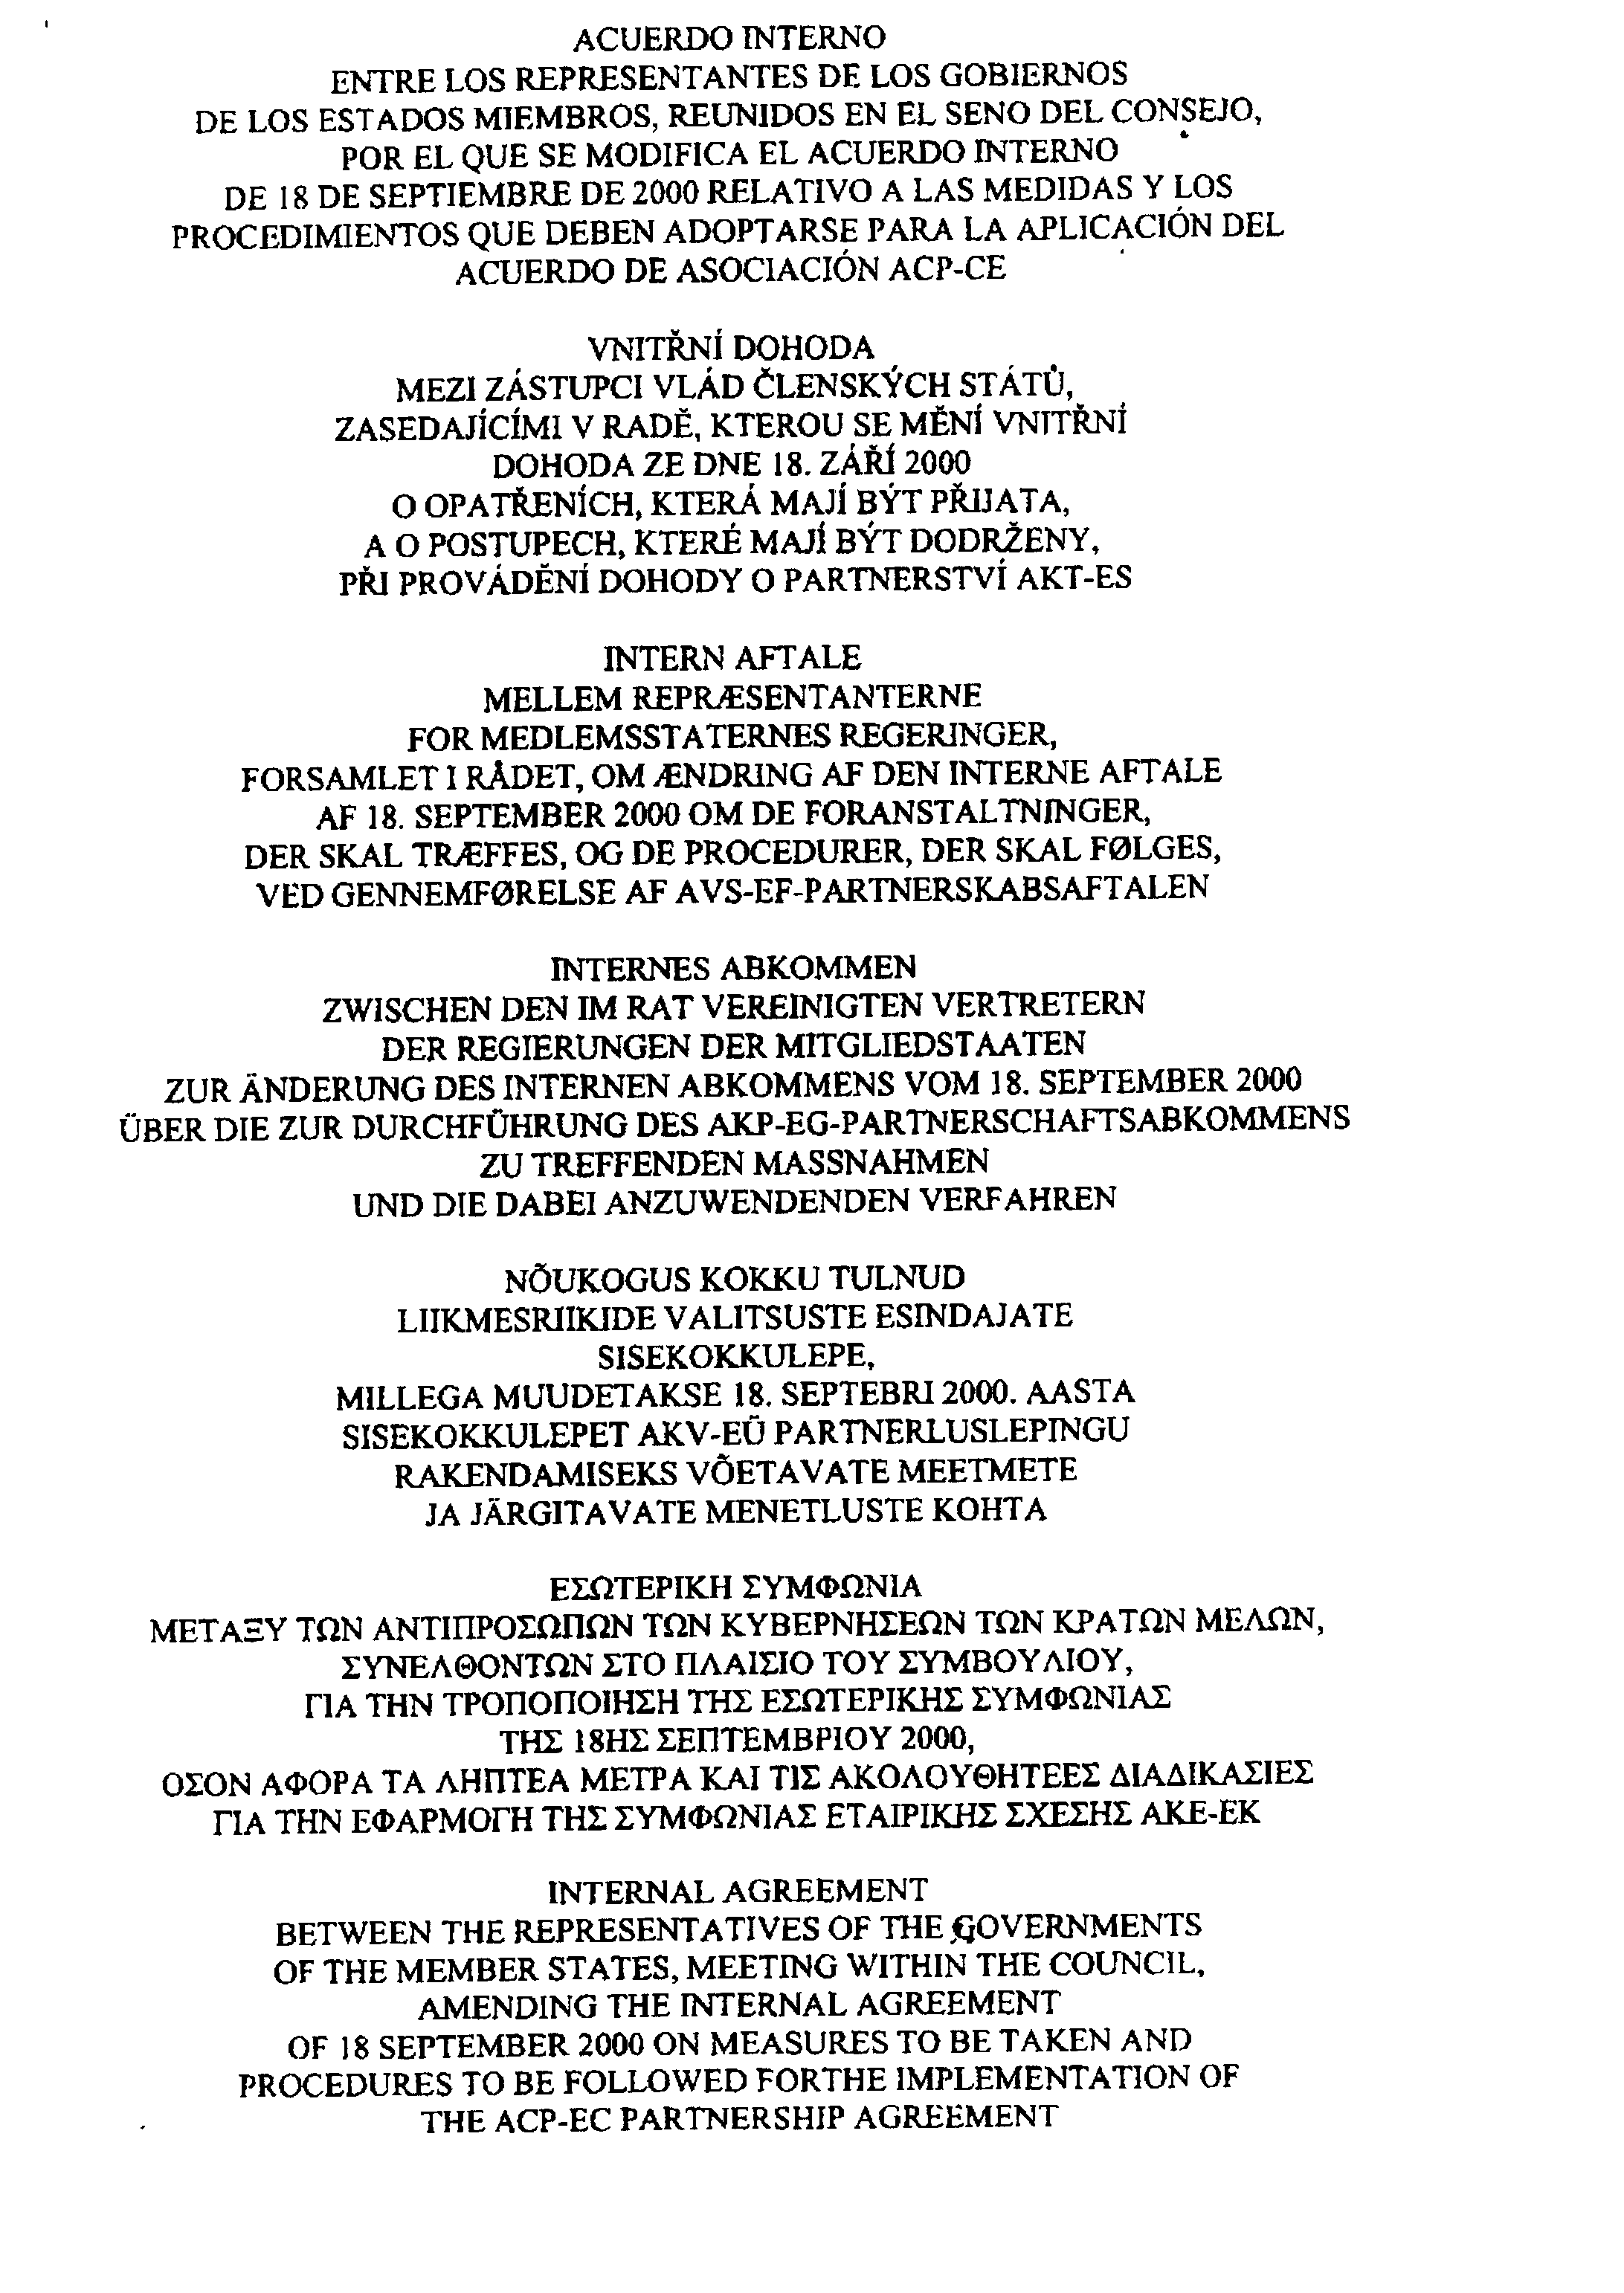 ACUERDO INTERNO
ENTRE LOS REPRESENTANTES DE LOS GOBIERNOS
DE LOS ESTADOS MIEMBROS, REUNIDOS EN EL SENO DEL CONSEJO,
POR EL QUE SE MODIFICA EL ACUERDO INTERNO
DE 18 DE SEPTIEMBRE DE 2000 RELATIVO A LAS MEDIDAS Y LOS
PROCEDIMIENTOS QUE DEBEN ADOPTARSE PARA LA APLICACIÓN DEL
ACUERDO DE ASOCIACIÓN ACP-CE
VNITŘNÍ DOHODA
MEZI ZÁSTUPCI VLÁD ČLENSKÝCH STÁTŮ,
ZASEDAJÍCÍMI V RADĚ, KTEROU SE MĚNÍ VNITŘNÍ
DOHODA ZE DNE 18. ZÁŘÍ 2000
O OPATŘENÍCH, KTERÁ MAJÍ BÝT PŘIJATA,
A O POSTUPECH, KTERÉ MAJÍ BÝT DODRŽENY,
PŘI PROVÁDĚNÍ DOHODY O PARTNERSTVÍ AKT-ES
INTERN AFTALE
MELLEM REPRÆSENTANTERNE
FOR MEDLEMSSTATERNES REGERINGER,
FORSAMLET I RÅDET, OM ÆNDRING AF DEN INTERNE AFTALE
AF 18. SEPTEMBER 2000 OM DE FORANSTALTNINGER,
DER SKAL TRÆFFES, OG DE PROCEDURER, DER SKAL FØLGES,
VED GENNEMFØRELSE AF AVS-EF-PARTNERSKABSAFTALEN
INTERNES ABKOMMEN
ZWISCHEN DEN IM RAT VEREINIGTEN VERTRETERN
DER REGIERUNGEN DER MITGLIEDSTAATEN
ZUR ÄNDERUNG DES INTERNEN ABKOMMENS VOM 18. SEPTEMBER 2000
ÜBER DIE ZUR DURCHFÜHRUNG DES AKP-EG-PARTNERSCHAFTSABKOMMENS
ZU TREFFENDEN MASSNAHMEN
UND DIE DABEI ANZUWENDENDEN VERFAHREN
NÕUKOGUS KOKKU TULNUD
LIIKMESRIIKIDE VALITSUSTE ESINDAJATE
SISEKOKKULEPE,
MILLEGA MUUDETAKSE 18. SEPTEBRI 2000. AASTA
SISEKOKKULEPET AKV-EÜ PARTNERLUSLEPINGU
RAKENDAMISEKS VÕETAVATE MEETMETE
JA JÄRGITAVATE MENETLUSTE KOHTA
ΕΣΩΤΕΡΙΚΗ ΣΥΜΦΩΝΙΑ
ΜΕΤΑΞΥ ΤΩΝ ΑΝΤΙΠΡΟΣΩΠΩΝ ΤΩΝ ΚΥΒΕΡΝΗΣΕΩΝ ΤΩΝ ΚΡΑΤΩΝ ΜΕΛΩΝ,
ΣΥΝΕΛΘΟΝΤΩΝ ΣΤΟ ΠΛΑΙΣΙΟ ΤΟΥ ΣΥΜΒΟΥΛΙΟΥ,
ΓΙΑ ΤΗΝ ΤΡΟΠΟΠΟΙΗΣΗ ΤΗΣ ΕΣΩΤΕΡΙΚΗΣ ΣΥΜΦΩΝΙΑΣ
ΤΗΣ 18ΗΣ ΣΕΠΤΕΜΒΡΙΟΥ 2000,
ΟΣΟΝ ΑΦΟΡΑ ΤΑ ΛΗΠΤΕΑ ΜΕΤΡΑ ΚΑΙ ΤΙΣ ΑΚΟΛΟΥΘΗΤΕΕΣ ΔΙΑΔΙΚΑΣΙΕΣ
ΓΙΑ ΤΗΝ ΕΦΑΡΜΟΓΗ ΤΗΣ ΣΥΜΦΩΝΙΑΣ ΕΤΑΙΡΙΚΗΣ ΣΧΕΣΗΣ ΑΚΕ-ΕΚ
INTERNAL AGREEMENT
BETWEEN THE REPRESENTATIVES OF THE GOVERNMENTS
OF THE MEMBER STATES, MEETING WITHIN THE COUNCIL,
AMENDING THE INTERNAL AGREEMENT
OF 18 SEPTEMBER 2000 ON MEASURES TO BE TAKEN AND
PROCEDURES TO BE FOLLOWED FORTHE IMPLEMENTATION OF
THE ACP-EC PARTNERSHIP AGREEMENT